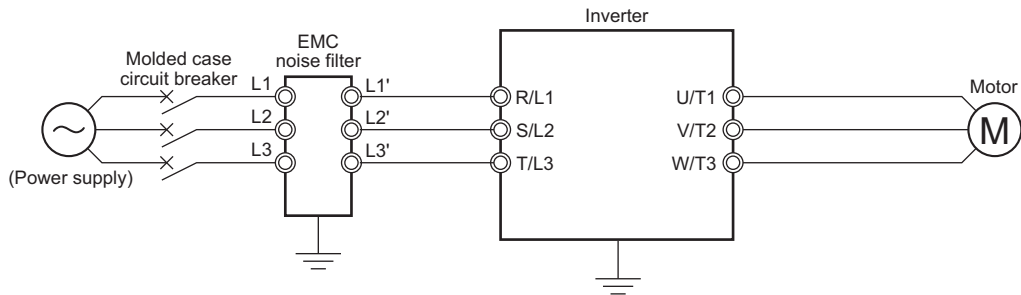 Inverter
EMC
noise filter
Molded case
circuit breaker
L1
L1'
R/L1
U/T1
Motor
L2
L2'
S/L2
V/T2
M
L3
L3'
T/L3
W/T3
(Power supply)